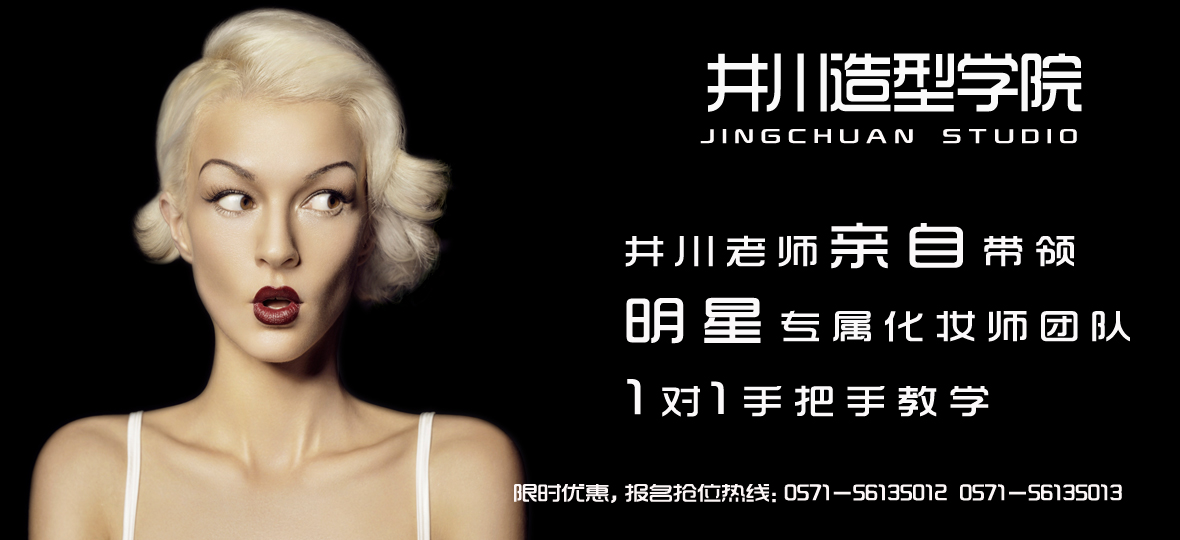 井川造型学院
JINGCHUAN STUDIO
井川老师亲自带领
明星专属化妆师团队
1对1手把手教学
限时优惠,报名抢位热线:0571-56135012 0571-56135013